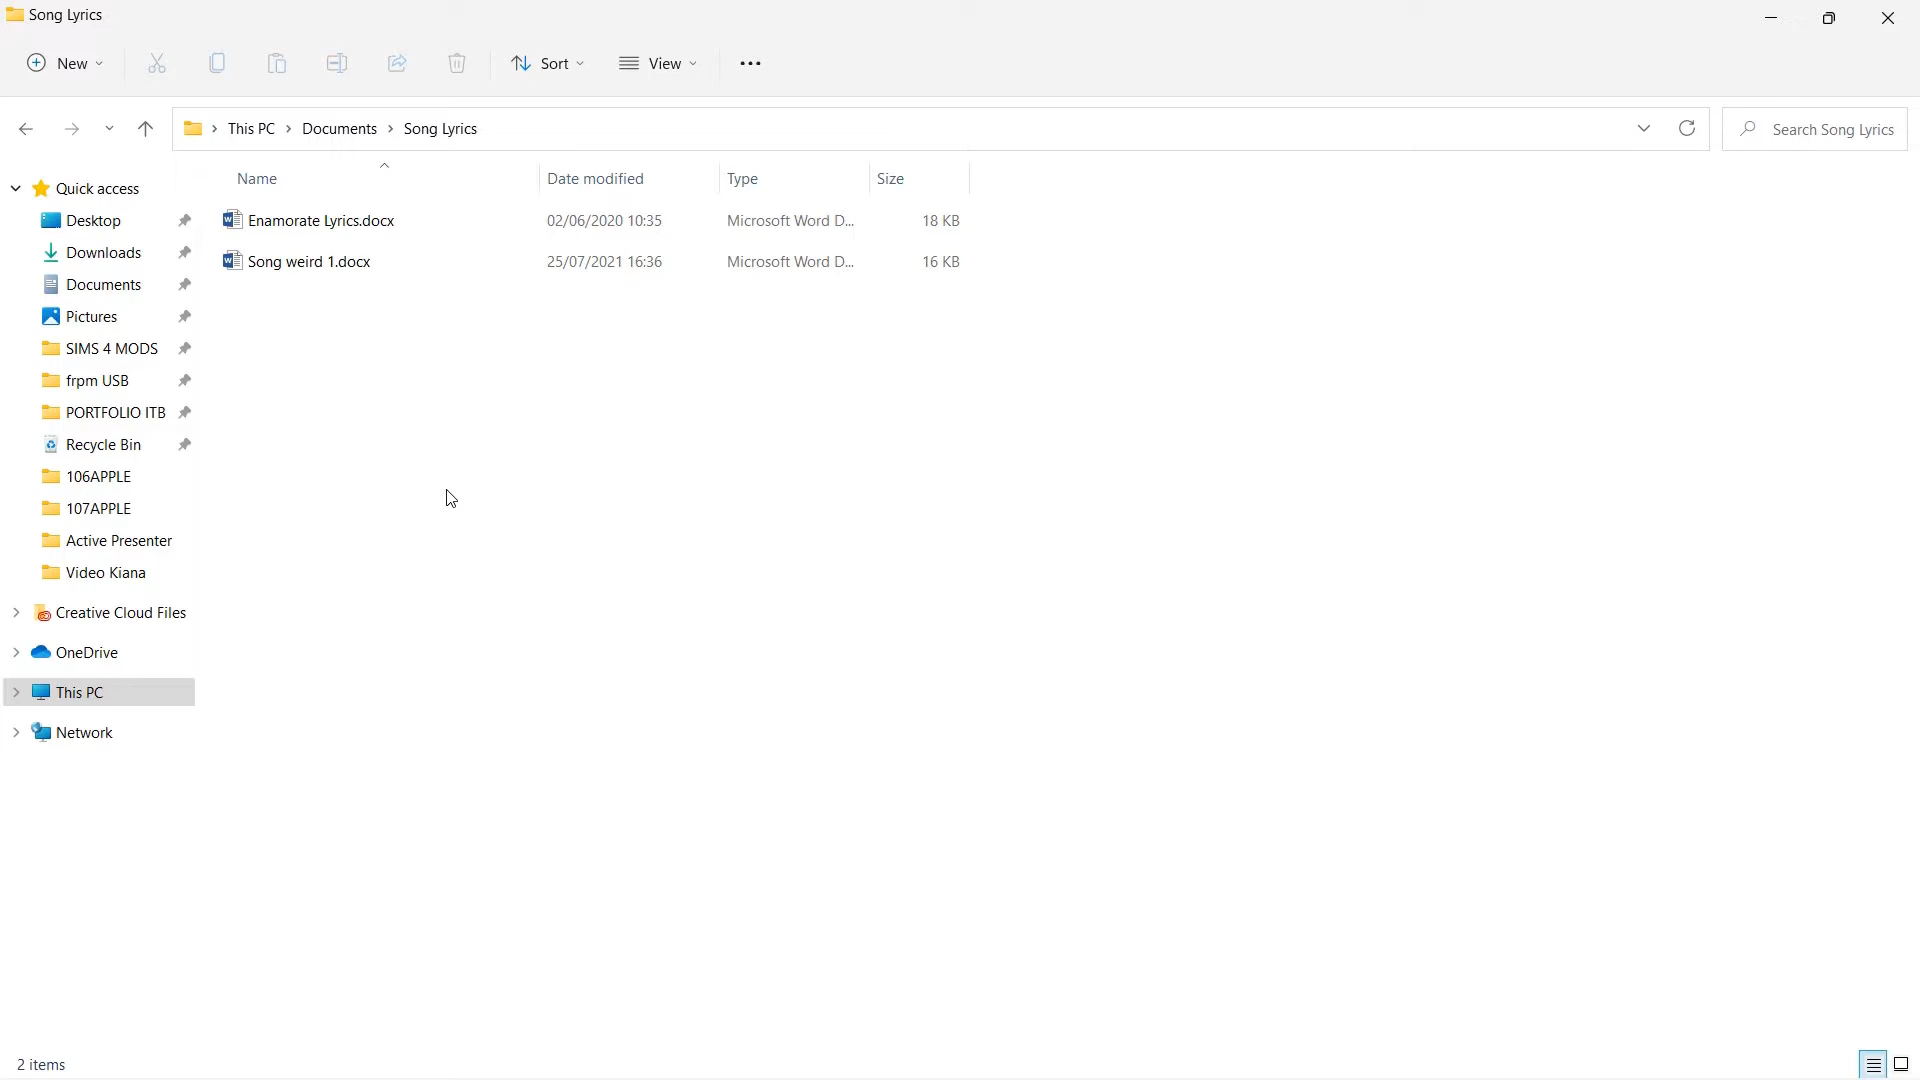 Song Lyrics
New
Sort
View
This PC > Documents > Song Lyrics
Search Song Lyrics
Name Date modified Type Size
Quick access
Desktop
Downloads
Documents
Pictures
SIMS 4 MODS
frpm USB
PORTFOLIO ITB
Recycle Bin
106APPLE
107APPLE
Active Presenter
Video Kiana
Creative Cloud Files
OneDrive
This PC
Network
Enamorate Lyrics.docx 02/06/2020 10:35 Microsoft Word D... 18 KB
Song weird 1.docx 25/07/2021 16:36 Microsoft Word D... 16 KB
2 items